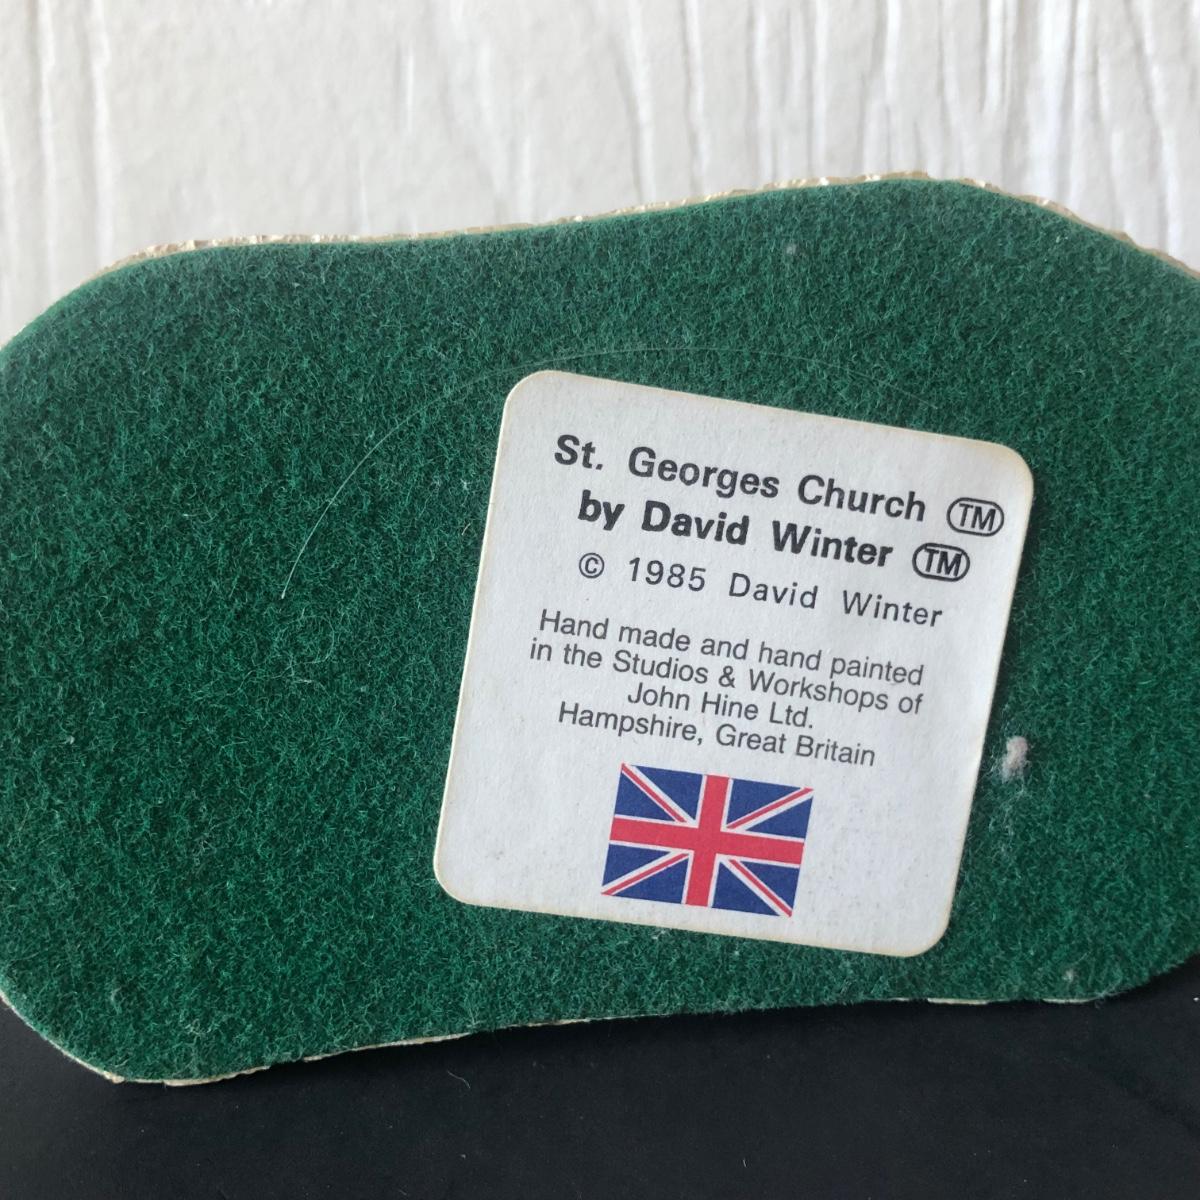 St. Georges Church ™
by David Winter ™
© 1985 David Winter
Hand made and hand painted
in the Studios & Workshops of
John Hine Ltd.
Hampshire, Great Britain